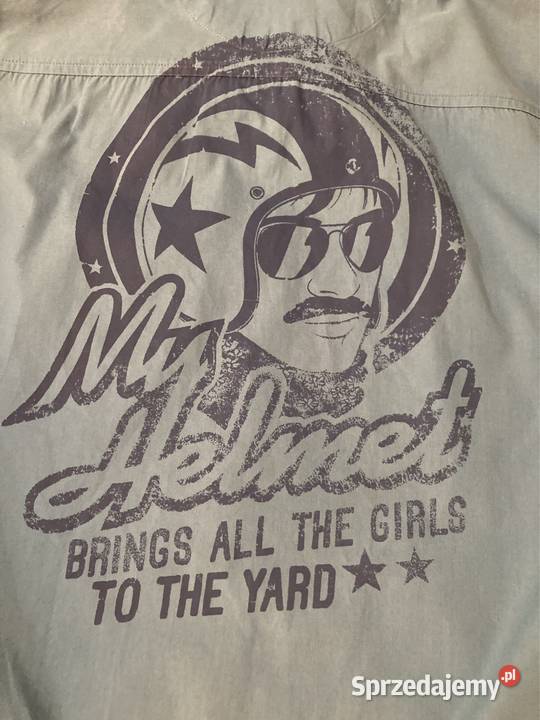 My
Helmet
BRINGS ALL THE GIRLS
TO THE YARD
Sprzedajemy.pl